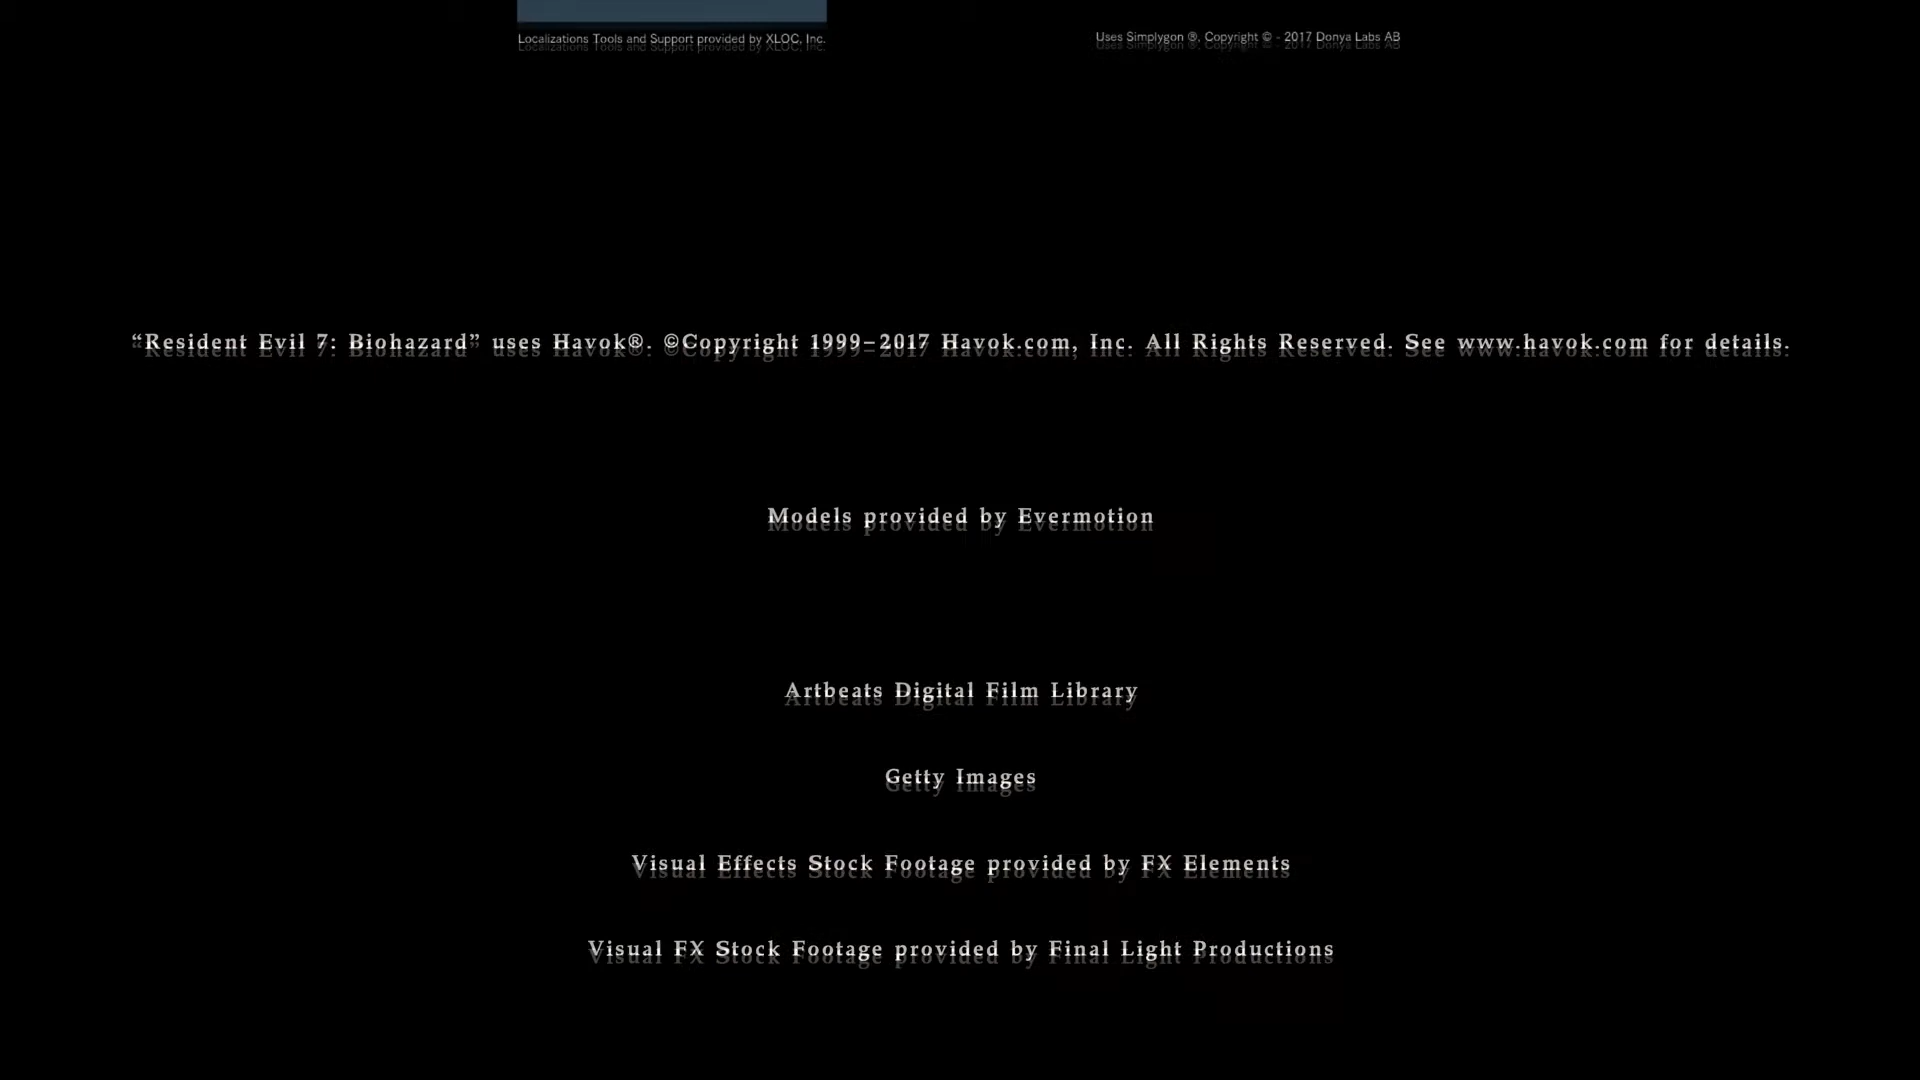 Localizations Tools and Support provided by XLOC, Inc.
Uses Simplygon ®, Copyright © - 2017 Donya Labs AB
“Resident Evil 7: Biohazard” uses Havok®. ©Copyright 1999–2017 Havok.com, Inc. All Rights Reserved. See www.havok.com for details.
Models provided by Evermotion
Artbeats Digital Film Library
Getty Images
Visual Effects Stock Footage provided by FX Elements
Visual FX Stock Footage provided by Final Light Productions